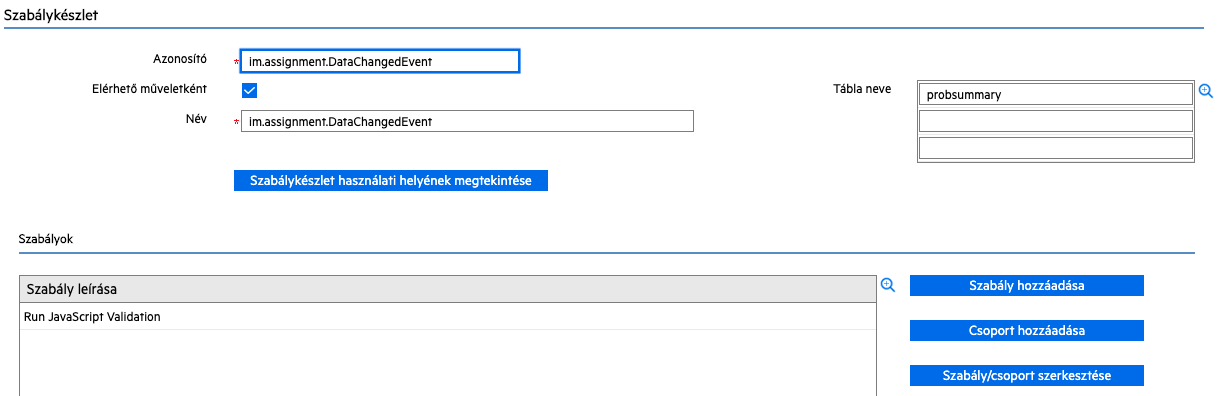 Szabálykészlet
Azonosító * im.assignment.DataChangedEvent
Elérhető műveletként
Tábla neve probsummary
Név * im.assignment.DataChangedEvent
Szabálykészlet használati helyének megtekintése
Szabályok
Szabály leírása
Szabály hozzáadása
Run JavaScript Validation
Csoport hozzáadása
Szabály/csoport szerkesztése